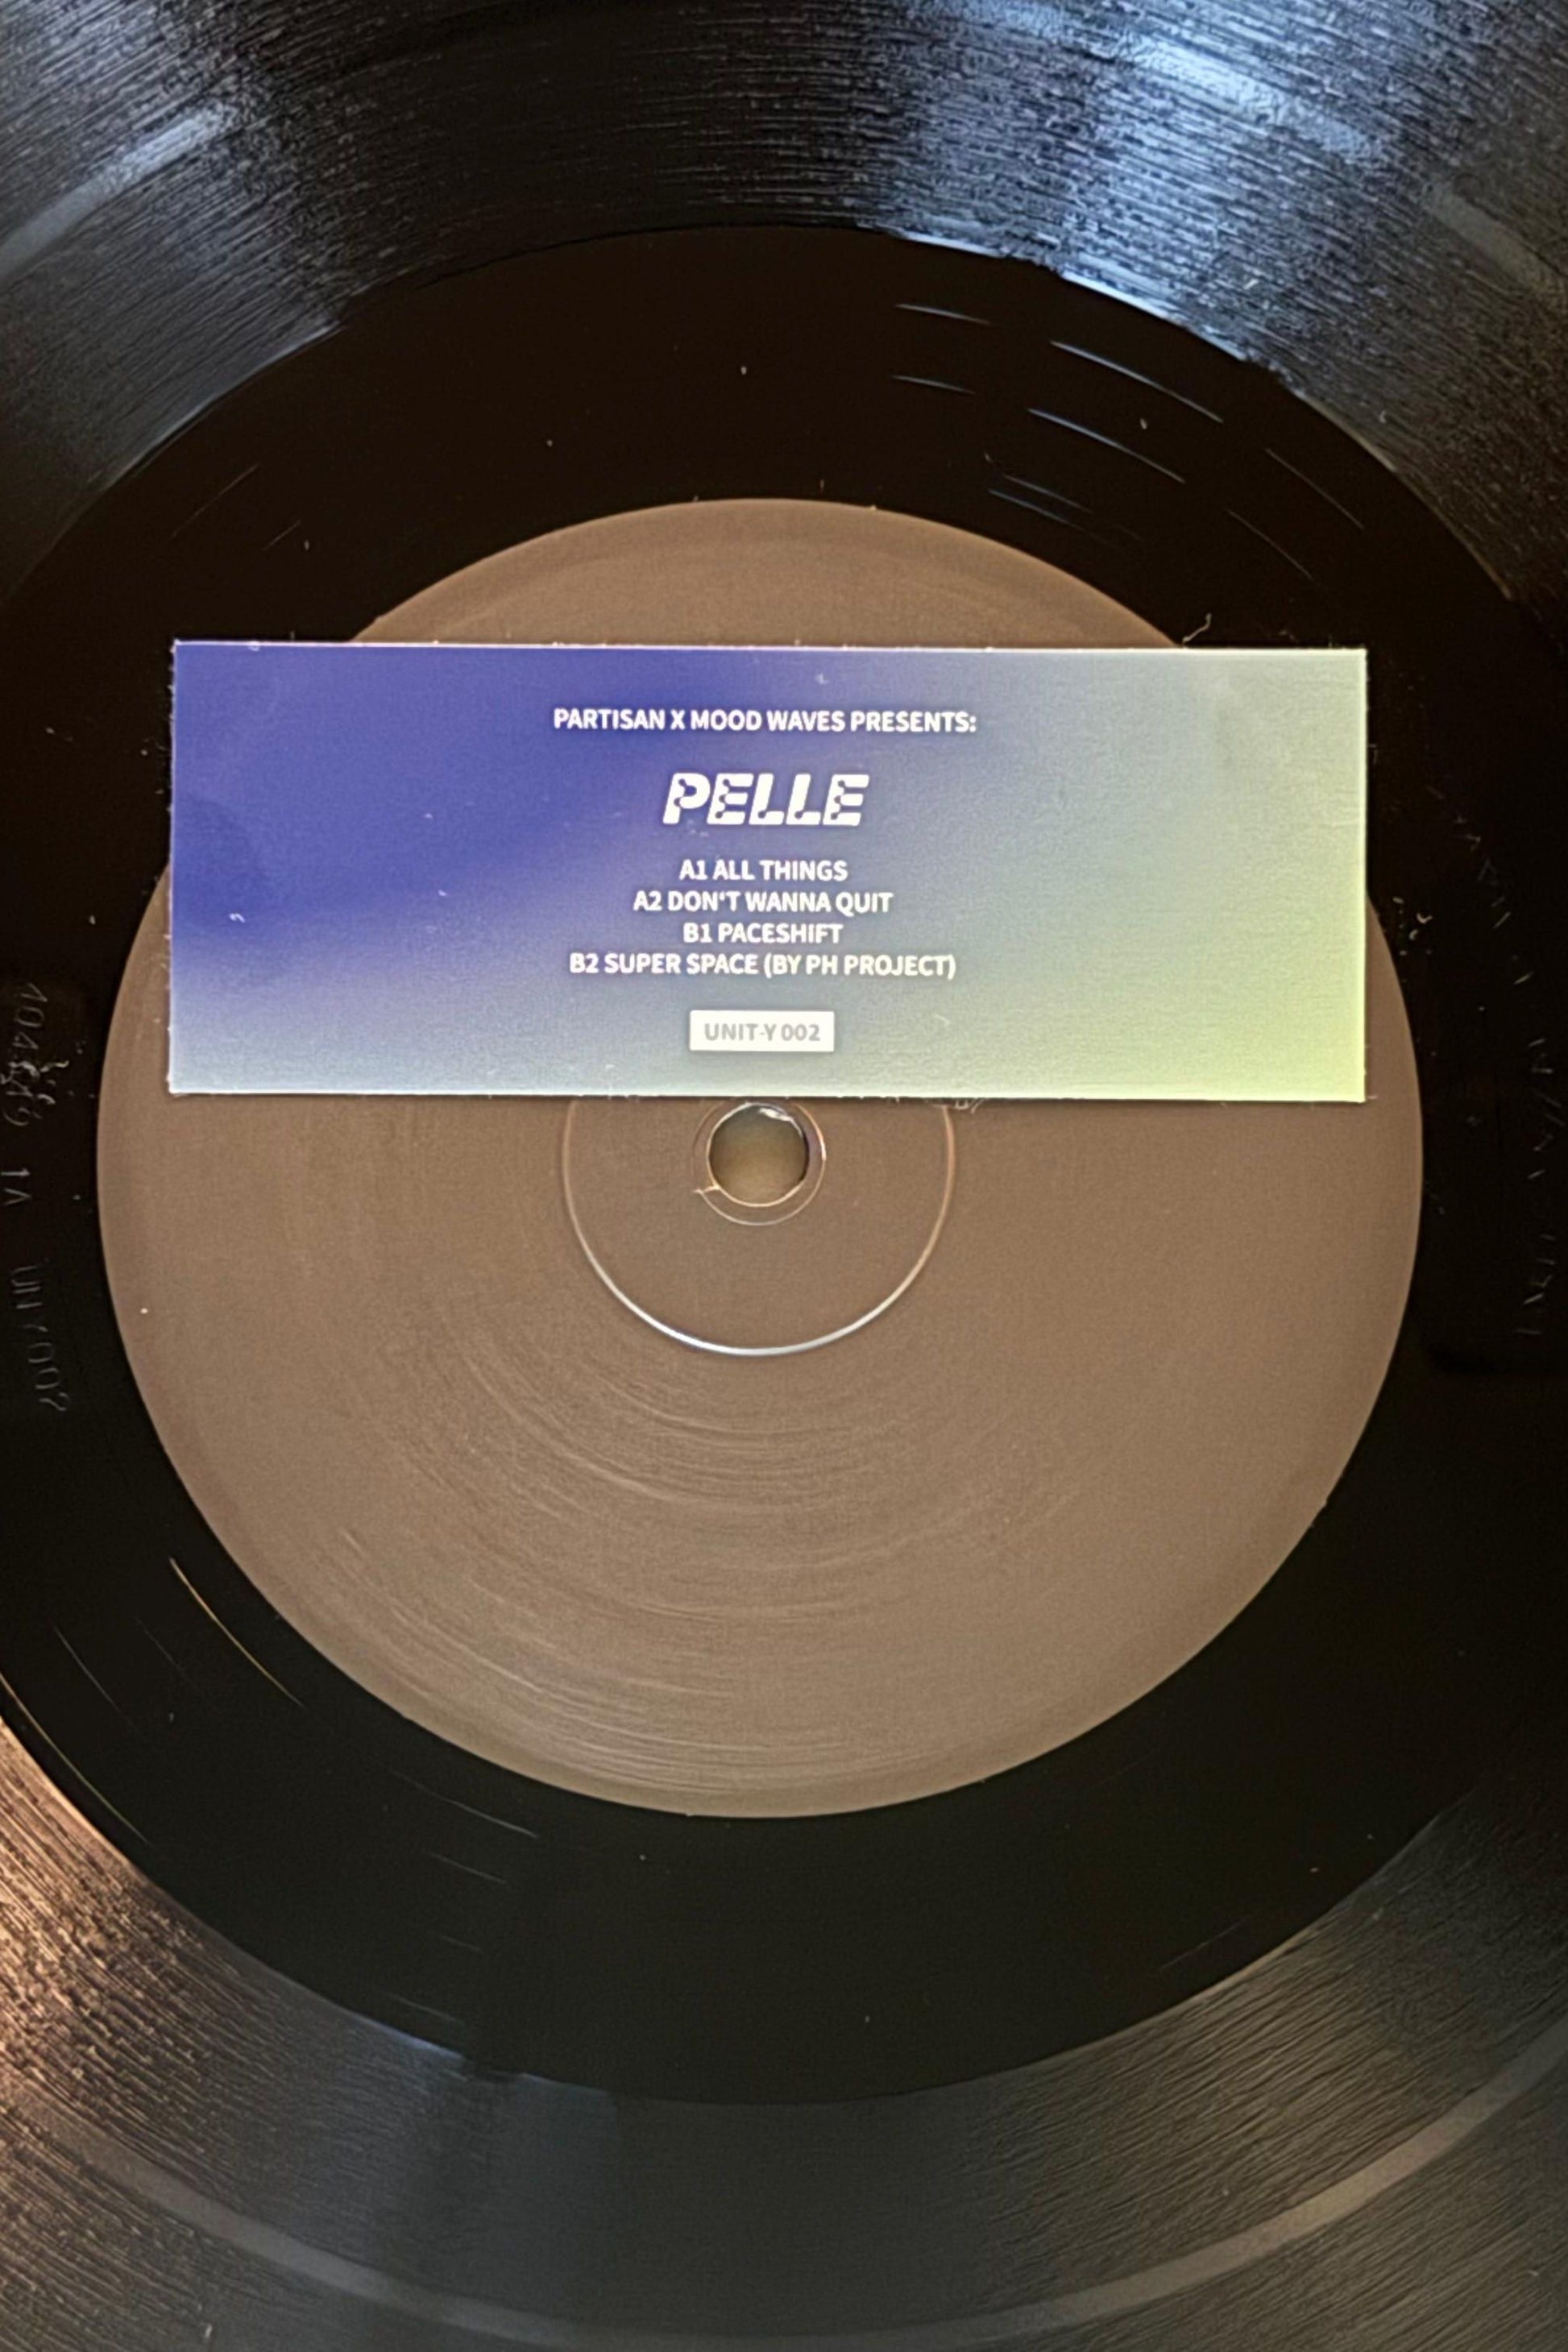 PARTISAN X MOOD WAVES PRESENTS:
PELLE
A1 ALL THINGS
A2 DON'T WANNA QUIT
B1 PACESHIFT
B2 SUPER SPACE (BY PH PROJECT)
UNIT-Y 002
1A